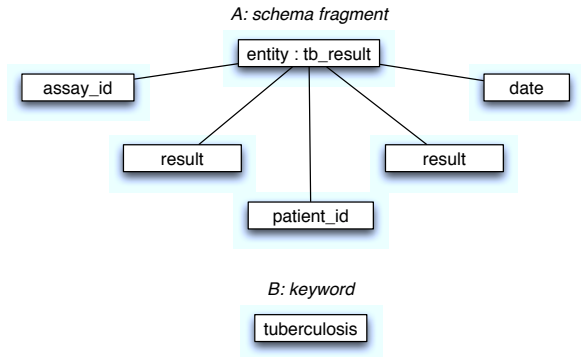 A: schema fragment
entity : tb_result
assay_id
date
result
result
patient_id
B: keyword
tuberculosis